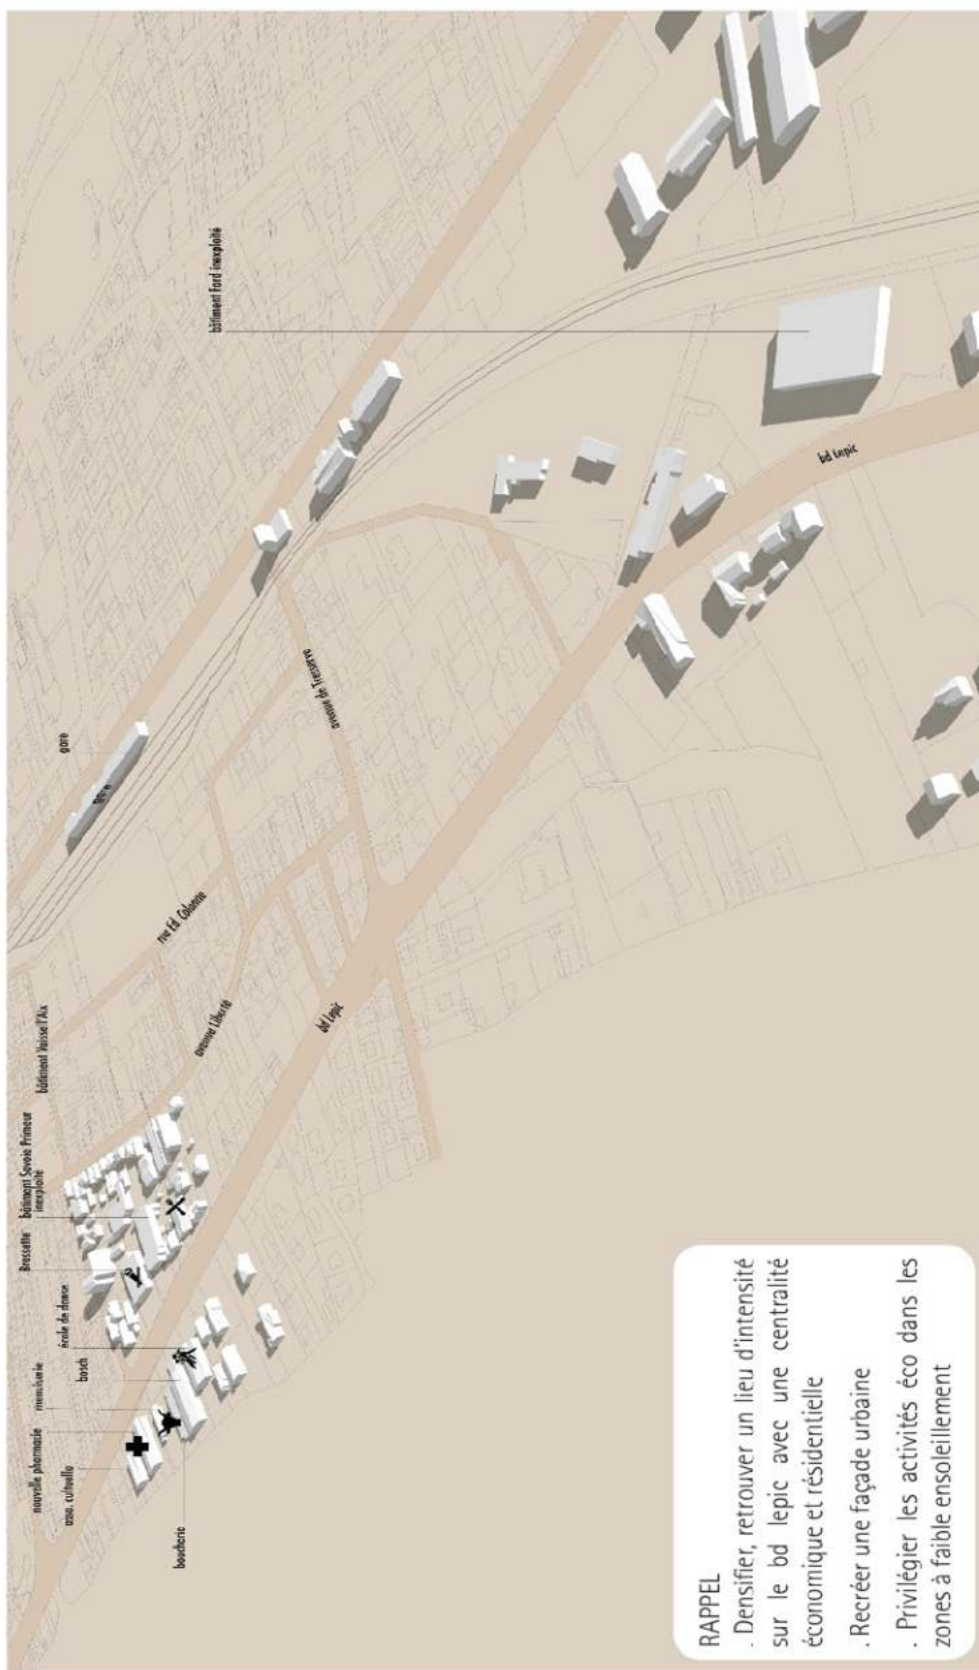 nouvelle pharmacie
asso. cultuelle
menuiserie
bosch
école de danse
boucherie
Brossette
bâtiment Savoie Primeur
inexploité
bâtiment Vaissell'Aix
rue Ed. Colonne
avenue Liberté
bd Lepic
gare
avenue de Tresserve
bâtiment Ford inexploité
bd Lepic
RAPPEL
. Densifier, retrouver un lieu d'intensité
sur le bd lepic avec une centralité
économique et résidentielle
. Recréer une façade urbaine
. Privilégier les activités éco dans les
zones à faible ensoleillement